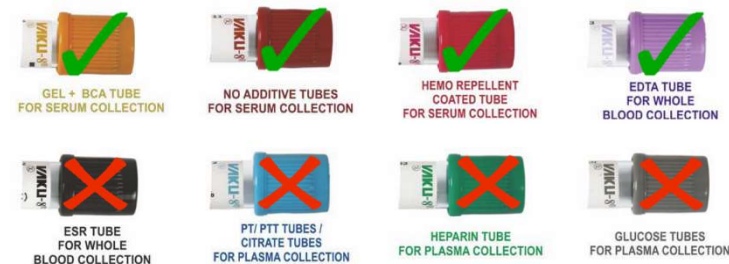 GEL + BCA TUBE
FOR SERUM COLLECTION
NO ADDITIVE TUBES
FOR SERUM COLLECTION
HEMO REPELLENT
COATED TUBE
FOR SERUM COLLECTION
EDTA TUBE
FOR WHOLE
BLOOD COLLECTION
ESR TUBE
FOR WHOLE
BLOOD COLLECTION
PT/ PTT TUBES /
CITRATE TUBES
FOR PLASMA COLLECTION
HEPARIN TUBE
FOR PLASMA COLLECTION
GLUCOSE TUBES
FOR PLASMA COLLECTION